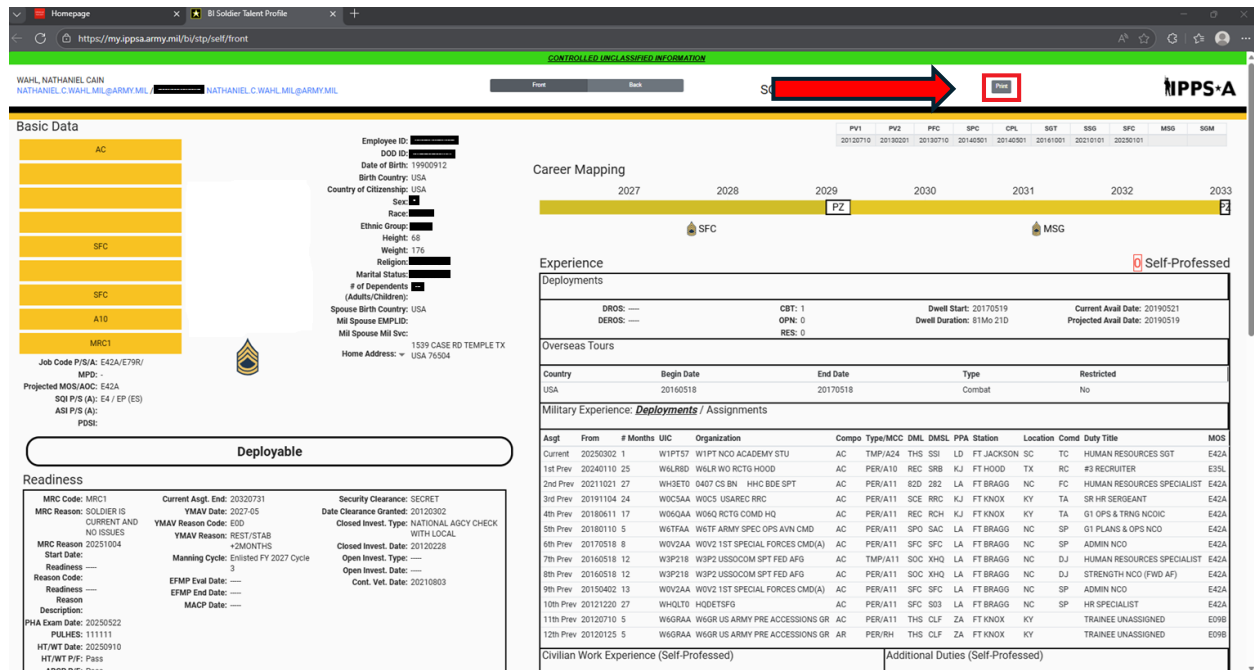 Homepage
BI Soldier Talent Profile
https://my.ippsa.army.mil/bi/stp/self/front
CONTROLLED UNCLASSIFIED INFORMATION
WAHL, NATHANIEL CAIN
NATHANIEL.C.WAHL.MIL@ARMY.MIL / NATHANIEL.C.WAHL.MIL@ARMY.MIL
Front Back
Print
IPPS★A
Basic Data
AC
SFC
SFC
A10
MRC1
Job Code P/S/A: E42A/E79R/
MPD: -
Projected MOS/AOC: E42A
SQI P/S (A): E4 / EP (ES)
ASI P/S (A):
PDSI:
Employee ID:
DOD ID:
Date of Birth: 19900912
Birth Country: USA
Country of Citizenship: USA
Sex:
Race:
Ethnic Group:
Height: 68
Weight: 176
Religion:
Marital Status:
# of Dependents
(Adults/Children):
Spouse Birth Country: USA
Mil Spouse EMPLID:
Mil Spouse Mil Svc:
Home Address: 1539 CASE RD TEMPLE TX
USA 76504
PV1 PV2 PFC SPC CPL SGT SSG SFC MSG SGM
20120710 20130201 20130710 20140501 20140501 20161001 20210101 20250101
Career Mapping
2027 2028 2029 2030 2031 2032 2033
PZ PZ
SFC MSG
Deployable
Readiness
MRC Code: MRC1
MRC Reason: SOLDIER IS
CURRENT AND
NO ISSUES
MRC Reason 20251004
Start Date:
Readiness ----
Reason Code:
Readiness ----
Reason
Description:
PHA Exam Date: 20250522
PULHES: 111111
HT/WT Date: 20250910
HT/WT P/F: Pass
Current Asgt. End: 20320731
YMAV Date: 2027-05
YMAV Reason Code: E0D
YMAV Reason: REST/STAB
+2MONTHS
Manning Cycle: Enlisted FY 2027 Cycle
3
EFMP Eval Date: ----
EFMP End Date: ----
MACP Date: ----
Security Clearance: SECRET
Date Clearance Granted: 20120302
Closed Invest. Type: NATIONAL AGCY CHECK
WITH LOCAL
Closed Invest. Date: 20120228
Open Invest. Type: ----
Open Invest. Date: ----
Cont. Vet. Date: 20210803
Experience 0 Self-Professed
Deployments
DROS: ---- CBT: 1 Dwell Start: 20170519 Current Avail Date: 20190521
DEROS: ---- OPN: 0 Dwell Duration: 81Mo 21D Projected Avail Date: 20190519
RES: 0
Overseas Tours
Country Begin Date End Date Type Restricted
USA 20160518 20170518 Combat No
Military Experience: Deployments / Assignments
Asgt From # Months UIC Organization Compo Type/MCC DML DMSL PPA Station Location Comd Duty Title MOS
Current 20250302 1 W1PT57 W1PT NCO ACADEMY STU AC TMP/A24 THS SSI LD FT JACKSON SC TC HUMAN RESOURCES SGT E42A
1st Prev 20240110 25 W6LR8D W6LR WO RCTG HOOD AC PER/A10 REC SRB KJ FT HOOD TX RC #3 RECRUITER E35L
2nd Prev 20211021 27 WH3ET0 0407 CS BN HHC BDE SPT AC PER/A11 82D 282 LA FT BRAGG NC FC HUMAN RESOURCES SPECIALIST E42A
3rd Prev 20191104 24 W0C5AA W0C5 USAREC RRC AC PER/A11 SCE RRC KJ FT KNOX KY TA SR HR SERGEANT E42A
4th Prev 20180611 17 W06QAA W06Q RCTG COMD HQ AC PER/A11 REC RCH KJ FT KNOX KY TA G1 OPS & TRNG NCOIC E42A
5th Prev 20180110 5 W6TFAA W6TF ARMY SPEC OPS AVN CMD AC PER/A11 SPO SAC LA FT BRAGG NC SP G1 PLANS & OPS NCO E42A
6th Prev 20170518 8 W0V2AA W0V2 1ST SPECIAL FORCES CMD(A) AC PER/A11 SFC SFC LA FT BRAGG NC SP ADMIN NCO E42A
7th Prev 20160518 12 W3P218 W3P2 USSOCOM SPT FED AFG AC TMP/A11 SOC XHQ LA FT BRAGG NC DJ HUMAN RESOURCES SPECIALIST E42A
8th Prev 20160518 12 W3P218 W3P2 USSOCOM SPT FED AFG AC PER/A11 SOC XHQ LA FT BRAGG NC DJ STRENGTH NCO (FWD AF) E42A
9th Prev 20150402 13 W0V2AA W0V2 1ST SPECIAL FORCES CMD(A) AC PER/A11 SFC SFC LA FT BRAGG NC SP ADMIN NCO E42A
10th Prev 20121220 27 WHQLT0 HQDETSFG AC PER/A11 SFC S03 LA FT BRAGG NC SP HR SPECIALIST E42A
11th Prev 20120710 5 W6GRAA W6GR US ARMY PRE ACCESSIONS GR AC PER/A11 THS CLF ZA FT KNOX KY TRAINEE UNASSIGNED E09B
12th Prev 20120125 5 W6GRAA W6GR US ARMY PRE ACCESSIONS GR AR PER/RH THS CLF ZA FT KNOX KY TRAINEE UNASSIGNED E09B
Civilian Work Experience (Self-Professed) Additional Duties (Self-Professed)